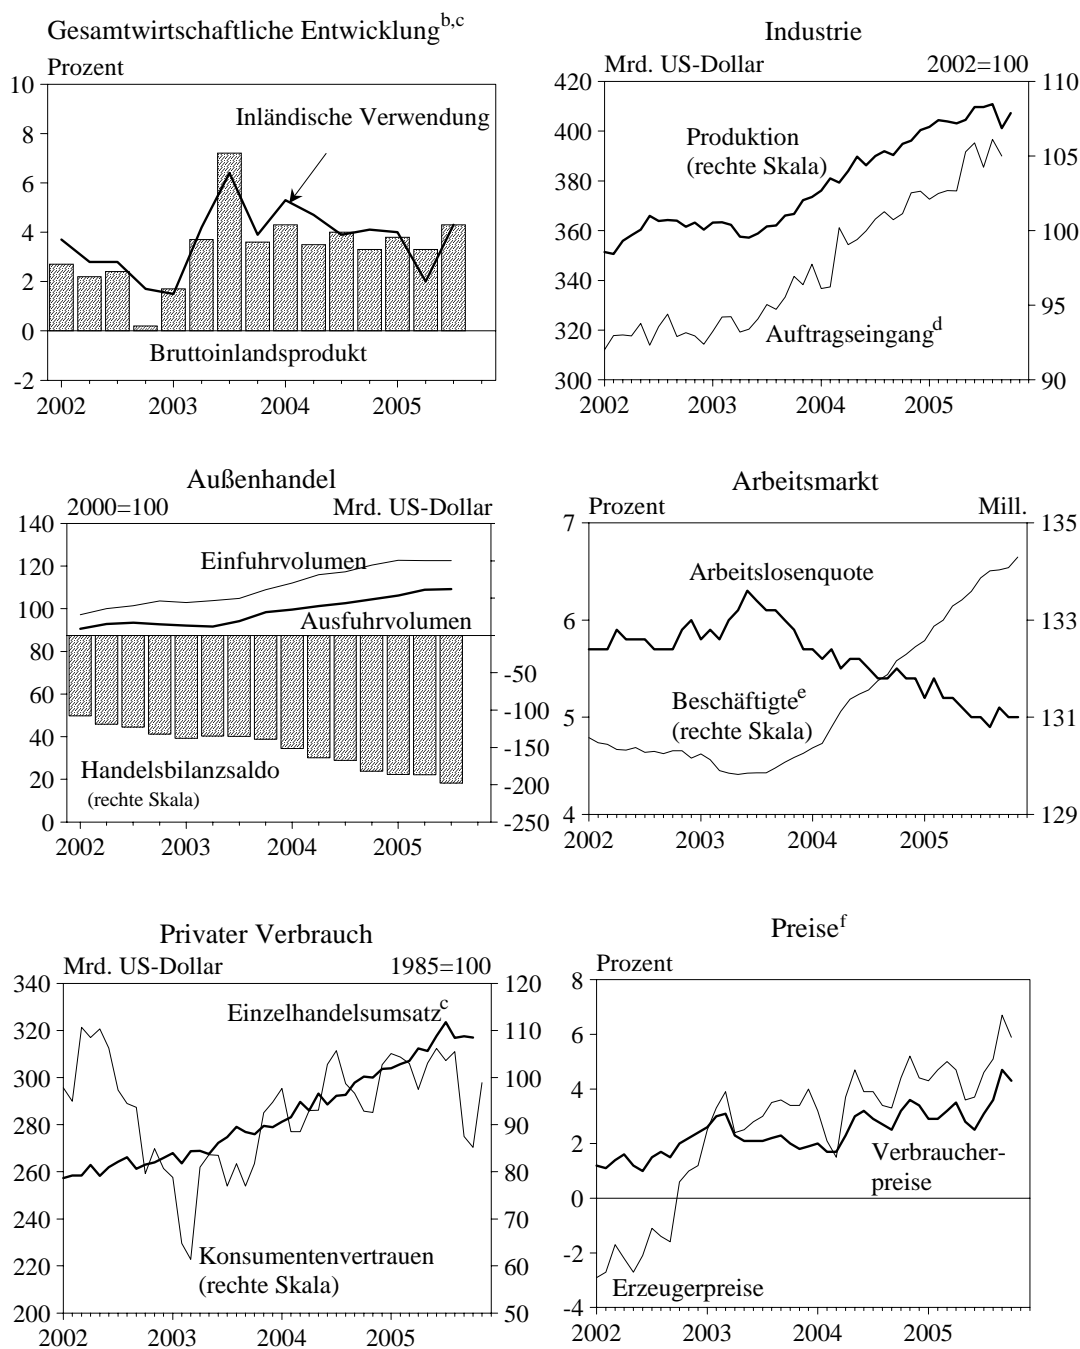 Gesamtwirtschaftliche Entwicklung^b,c
Prozent
10
8
6
4
2
0
-2
Inländische Verwendung
Bruttoinlandsprodukt
2002 2003 2004 2005
Industrie
Mrd. US-Dollar 2002=100
420
400
380
360
340
320
300
110
105
100
95
90
Produktion
(rechte Skala)
Auftragseingang^d
2002 2003 2004 2005
Außenhandel
2000=100 Mrd. US-Dollar
140
120
100
80
60
40
20
0
-50
-100
-150
-200
-250
Einfuhrvolumen
Ausfuhrvolumen
Handelsbilanzsaldo
(rechte Skala)
2002 2003 2004 2005
Arbeitsmarkt
Prozent Mill.
7
6
5
4
135
133
131
129
Arbeitslosenquote
Beschäftigte^e
(rechte Skala)
2002 2003 2004 2005
Privater Verbrauch
Mrd. US-Dollar 1985=100
340
320
300
280
260
240
220
200
120
110
100
90
80
70
60
50
Einzelhandelsumsatz^c
Konsumentenvertrauen
(rechte Skala)
2002 2003 2004 2005
Preise^f
Prozent
8
6
4
2
0
-2
-4
Verbraucher-
preise
Erzeugerpreise
2002 2003 2004 2005